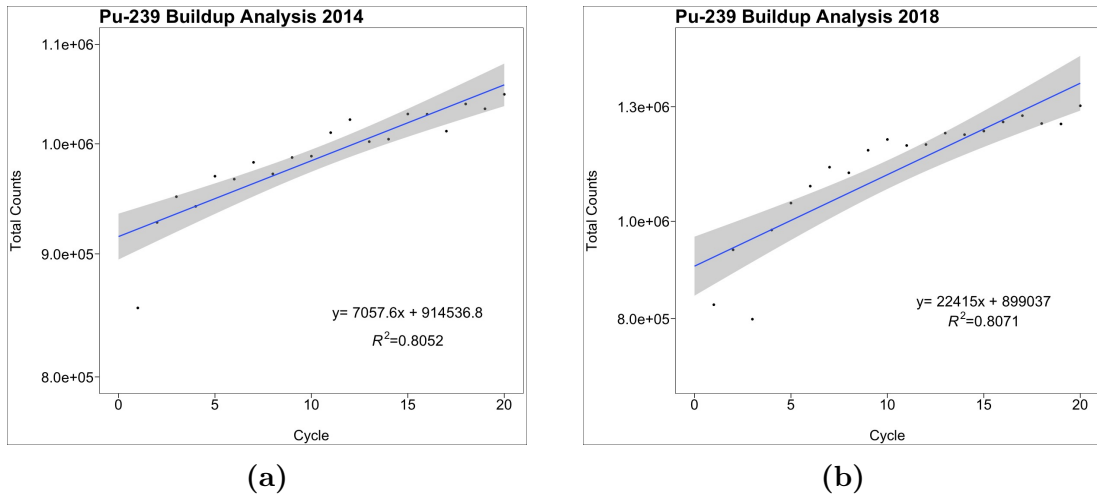 Pu-239 Buildup Analysis 2014
1.1e+06
1.0e+06
9.0e+05
8.0e+05
Total Counts
y= 7057.6x + 914536.8
R²=0.8052
0 5 10 15 20
Cycle
(a)
Pu-239 Buildup Analysis 2018
1.3e+06
1.0e+06
8.0e+05
Total Counts
y= 22415x + 899037
R²=0.8071
0 5 10 15 20
Cycle
(b)